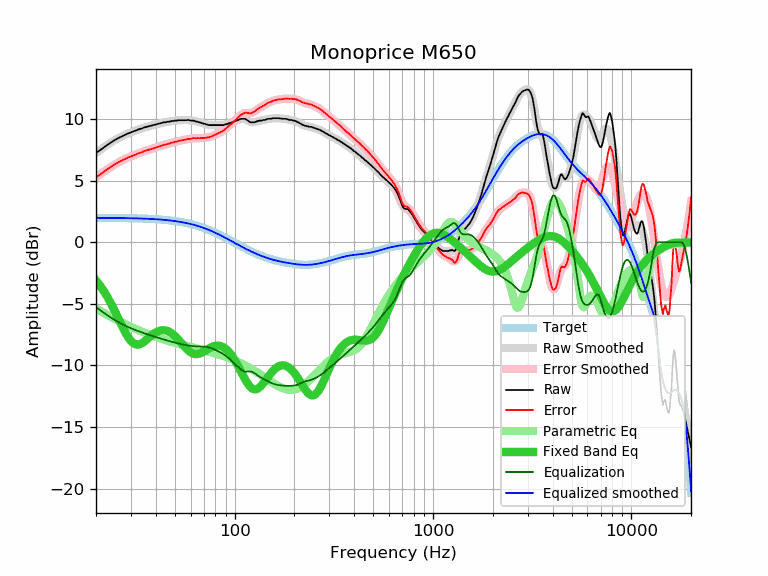 Monoprice M650
Amplitude (dBr)
10
5
0
−5
−10
−15
−20
Target
Raw Smoothed
Error Smoothed
Raw
Error
Parametric Eq
Fixed Band Eq
Equalization
Equalized smoothed
100
1000
10000
Frequency (Hz)